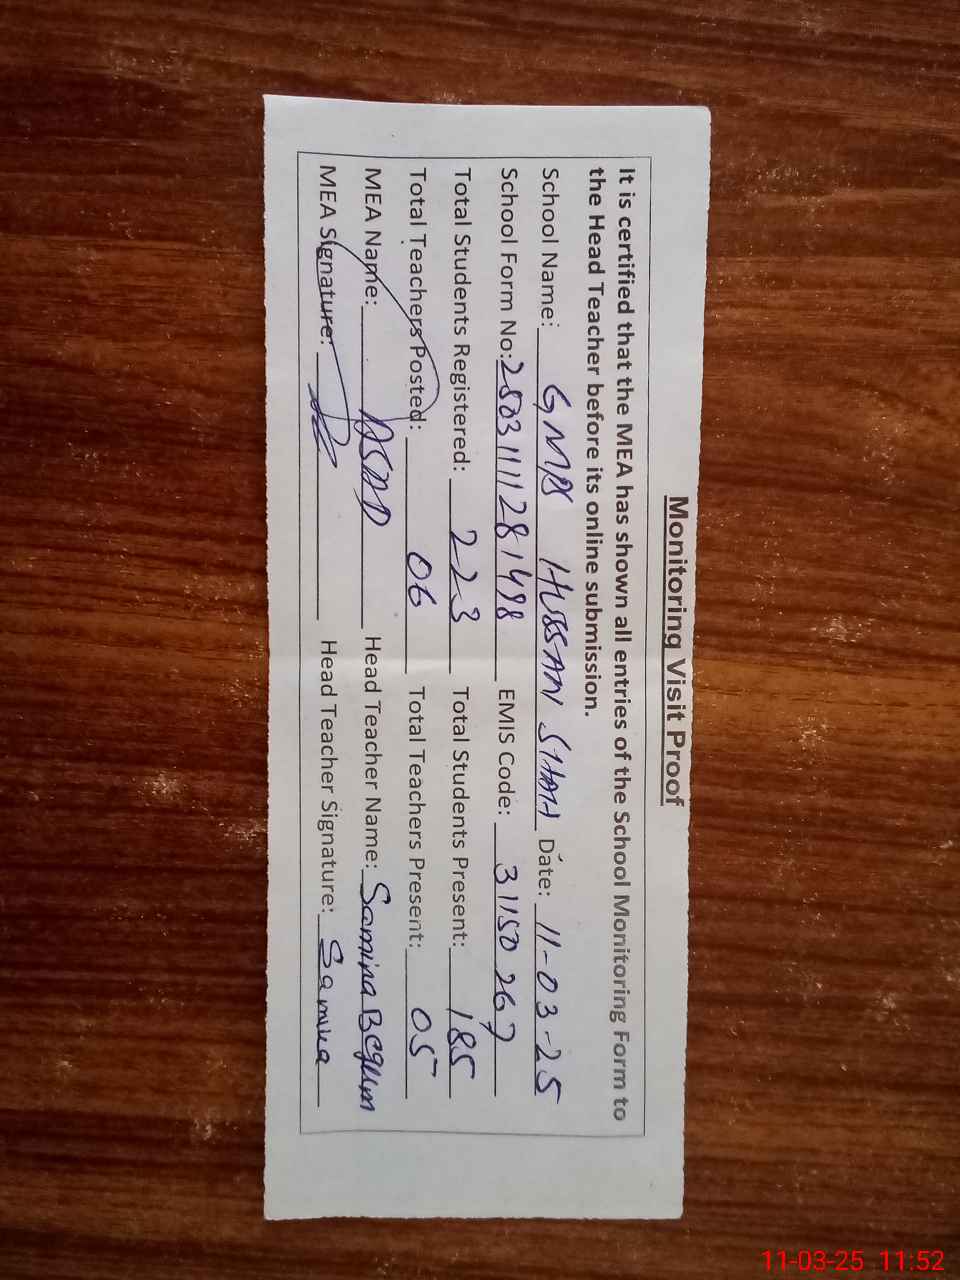 Monitoring Visit Proof
It is certified that the MEA has shown all entries of the School Monitoring Form to
the Head Teacher before its online submission.
School Name: GMPS HUSSAN SHAH Date: 11-03-25
School Form No: 2503111281498 EMIS Code: 31150267
Total Students Registered: 223 Total Students Present: 185
Total Teachers Posted: 06 Total Teachers Present: 05
MEA Name: ASAD Head Teacher Name: Samina Begum
MEA Signature: Head Teacher Signature: Samina
11-03-25 11:52